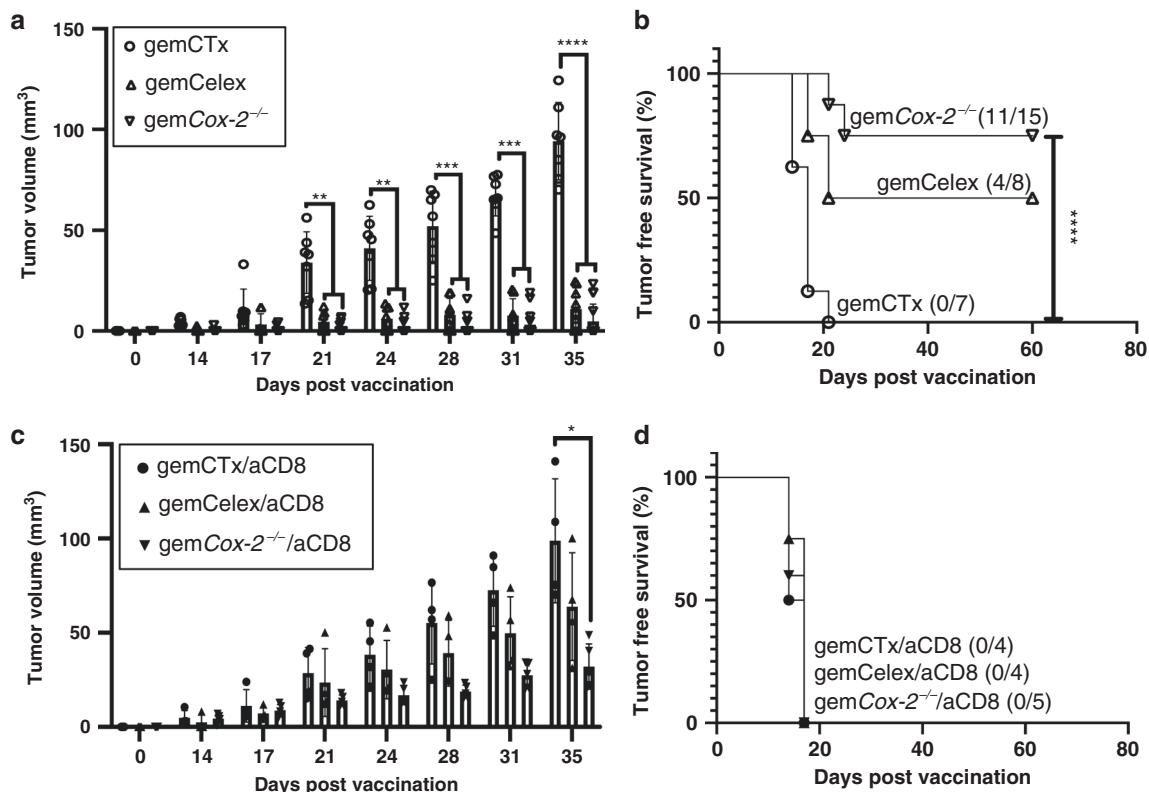 a
150
100
50
0
Tumor volume (mm³)
gemCTx
gemCelex
gemCox-2⁻/⁻
**
**
***
***
****
0 14 17 21 24 28 31 35
Days post vaccination
b
100
50
0
Tumor free survival (%)
gemCox-2⁻/⁻ (11/15)
gemCelex (4/8)
gemCTx (0/7)
****
0 20 40 60 80
Days post vaccination
c
150
100
50
0
Tumor volume (mm³)
gemCTx/aCD8
gemCelex/aCD8
gemCox-2⁻/⁻/aCD8
*
0 14 17 21 24 28 31 35
Days post vaccination
d
100
50
0
Tumor free survival (%)
gemCTx/aCD8 (0/4)
gemCelex/aCD8 (0/4)
gemCox-2⁻/⁻/aCD8 (0/5)
0 20 40 60 80
Days post vaccination